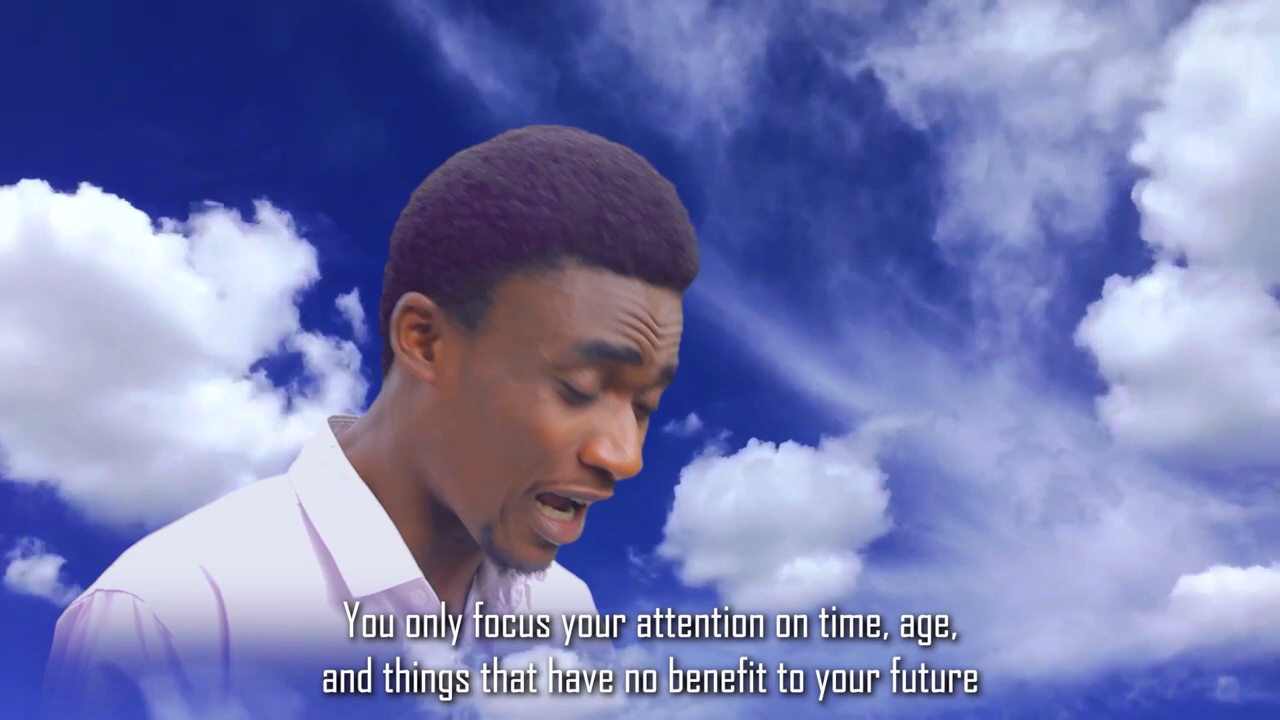 You only focus your attention on time, age,
and things that have no benefit to your future